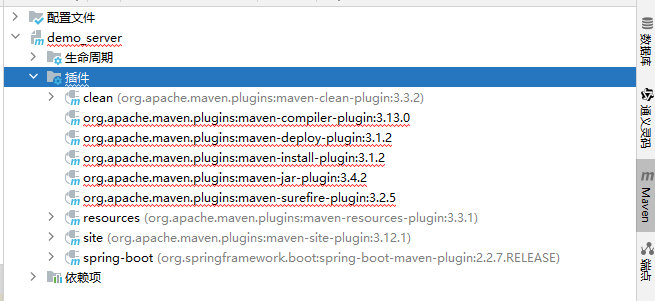 配置文件
demo_server
生命周期
插件
clean (org.apache.maven.plugins:maven-clean-plugin:3.3.2)
org.apache.maven.plugins:maven-compiler-plugin:3.13.0
org.apache.maven.plugins:maven-deploy-plugin:3.1.2
org.apache.maven.plugins:maven-install-plugin:3.1.2
org.apache.maven.plugins:maven-jar-plugin:3.4.2
org.apache.maven.plugins:maven-surefire-plugin:3.2.5
resources (org.apache.maven.plugins:maven-resources-plugin:3.3.1)
site (org.apache.maven.plugins:maven-site-plugin:3.12.1)
spring-boot (org.springframework.boot:spring-boot-maven-plugin:2.2.7.RELEASE)
依赖项
数据库
通义灵码
Maven
端点